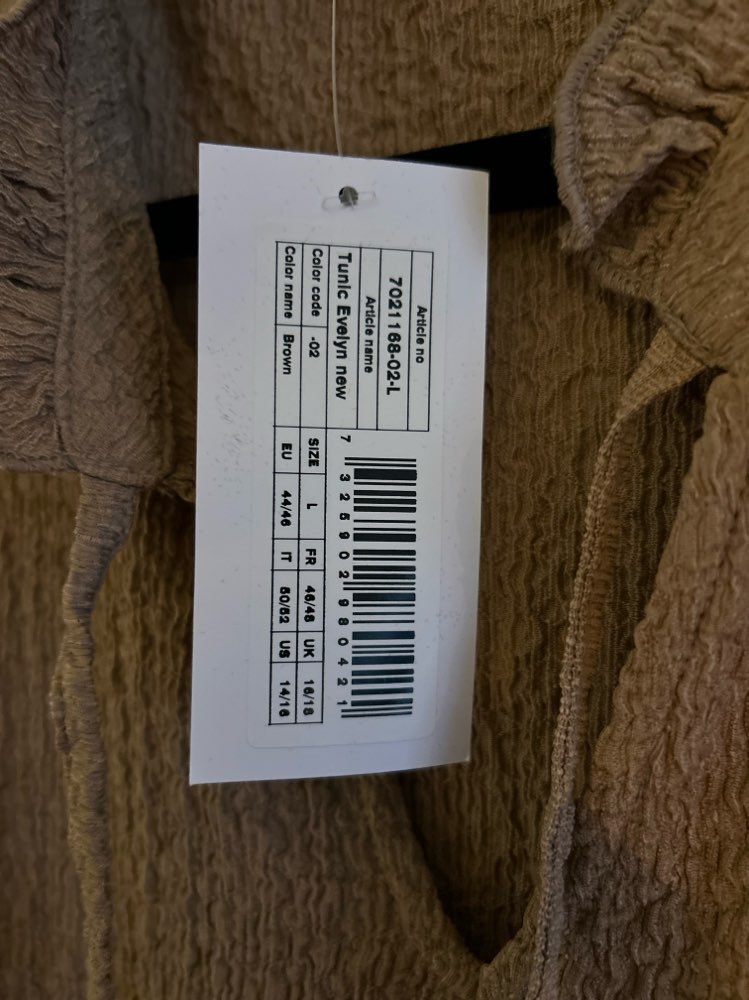 Article no
7021168-02-L
Article name
Tunic Evelyn new
Color code -02
Color name Brown
7 325902 980421
SIZE L FR 46/48 UK 16/18
EU 44/46 IT 50/52 US 14/16